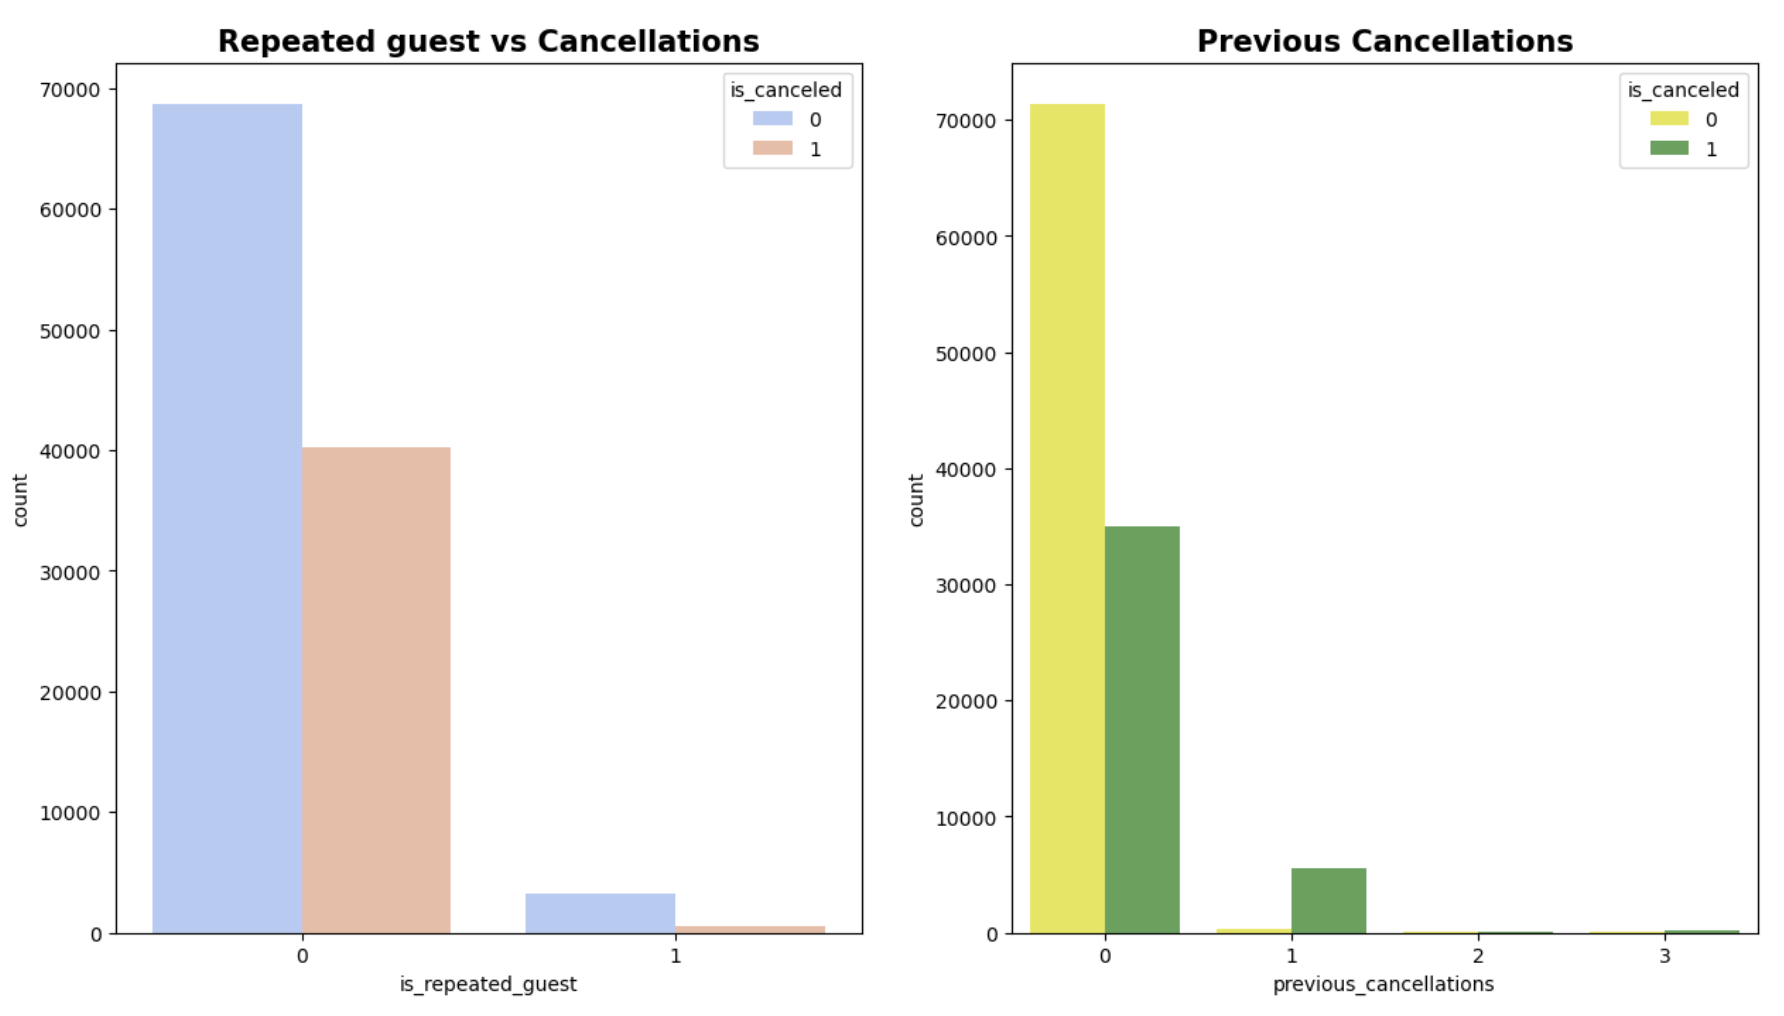 Repeated guest vs Cancellations
70000
60000
50000
40000
30000
20000
10000
0
count
is_canceled
0
1
0 1
is_repeated_guest
Previous Cancellations
70000
60000
50000
40000
30000
20000
10000
0
count
is_canceled
0
1
0 1 2 3
previous_cancellations